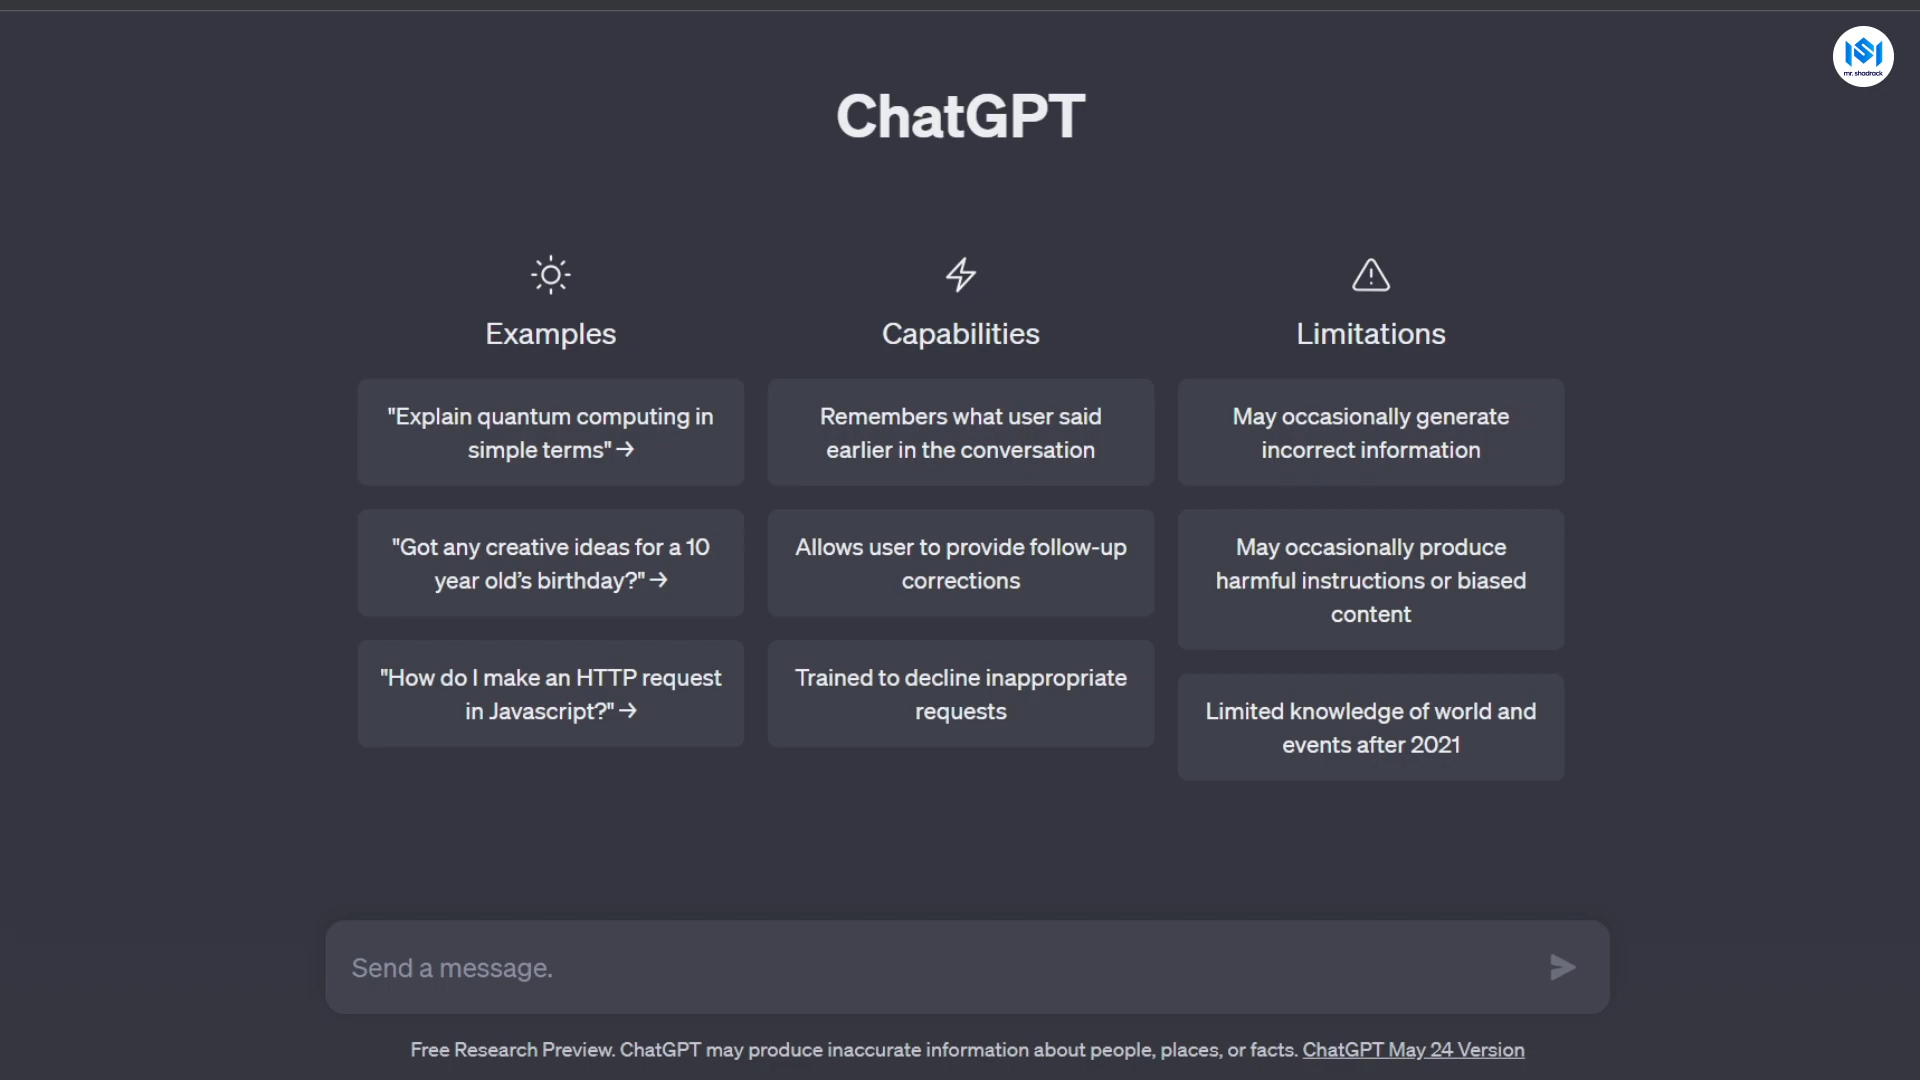 mr. shadrack
ChatGPT
Examples
"Explain quantum computing in
simple terms" →
"Got any creative ideas for a 10
year old’s birthday?" →
"How do I make an HTTP request
in Javascript?" →
Capabilities
Remembers what user said
earlier in the conversation
Allows user to provide follow-up
corrections
Trained to decline inappropriate
requests
Limitations
May occasionally generate
incorrect information
May occasionally produce
harmful instructions or biased
content
Limited knowledge of world and
events after 2021
Send a message.
Free Research Preview. ChatGPT may produce inaccurate information about people, places, or facts. ChatGPT May 24 Version